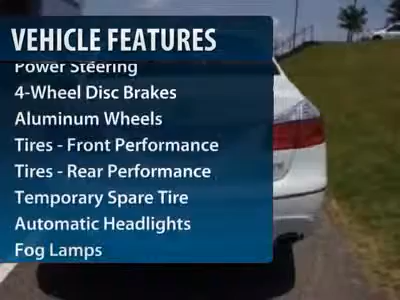 VEHICLE FEATURES
Power Steering
4-Wheel Disc Brakes
Aluminum Wheels
Tires - Front Performance
Tires - Rear Performance
Temporary Spare Tire
Automatic Headlights
Fog Lamps